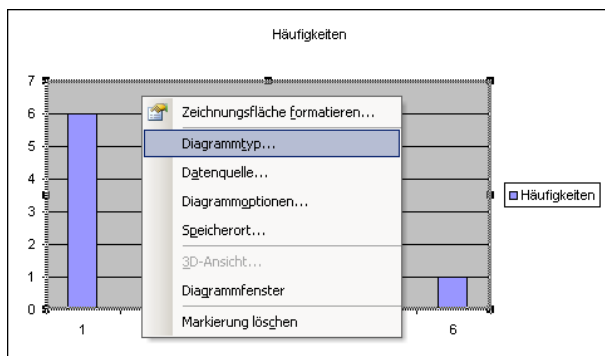 Häufigkeiten
7
6
5
4
3
2
1
0
1
6
Häufigkeiten
Zeichnungsfläche formatieren...
Diagrammtyp...
Datenquelle...
Diagrammoptionen...
Speicherort...
3D-Ansicht...
Diagrammfenster
Markierung löschen